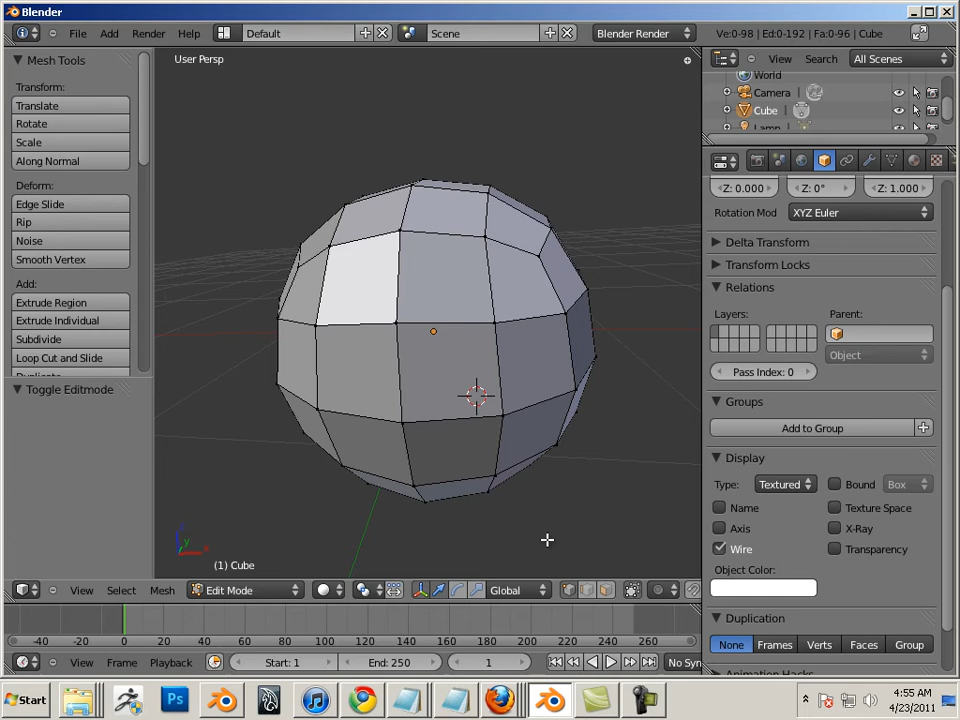 Blender
File Add Render Help Default Scene Blender Render Ve:0-98 | Ed:0-192 | Fa:0-96 | Cube
Mesh Tools
Transform:
Translate
Rotate
Scale
Along Normal
Deform:
Edge Slide
Rip
Noise
Smooth Vertex
Add:
Extrude Region
Extrude Individual
Subdivide
Loop Cut and Slide
Toggle Editmode
User Persp
(1) Cube
View Select Mesh Edit Mode Global
-40 -20 0 20 40 60 80 100 120 140 160 180 200 220 240 260
View Frame Playback Start: 1 End: 250 1 No Syn
View Search All Scenes
World
Camera
Cube
Lamp
Z: 0.000 Z: 0° Z: 1.000
Rotation Mod XYZ Euler
Delta Transform
Transform Locks
Relations
Layers: Parent:
Object
Pass Index: 0
Groups
Add to Group
Display
Type: Textured Bound Box
Name Texture Space
Axis X-Ray
Wire Transparency
Object Color:
Duplication
None Frames Verts Faces Group
Animation Hacks
Start
4:55 AM
4/23/2011